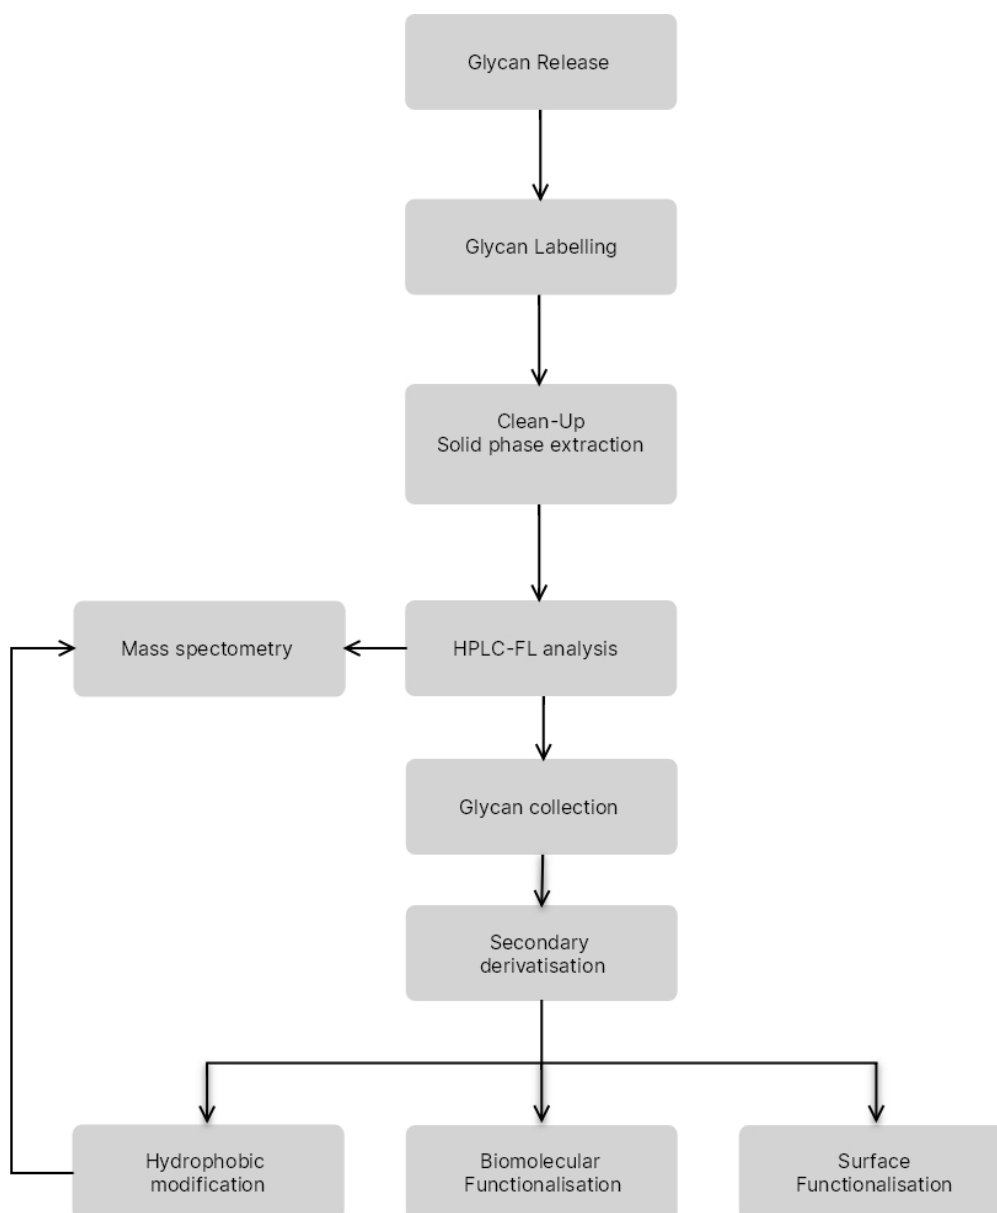 Glycan Release
Glycan Labelling
Clean-Up
Solid phase extraction
Mass spectometry
HPLC-FL analysis
Glycan collection
Secondary
derivatisation
Hydrophobic
modification
Biomolecular
Functionalisation
Surface
Functionalisation